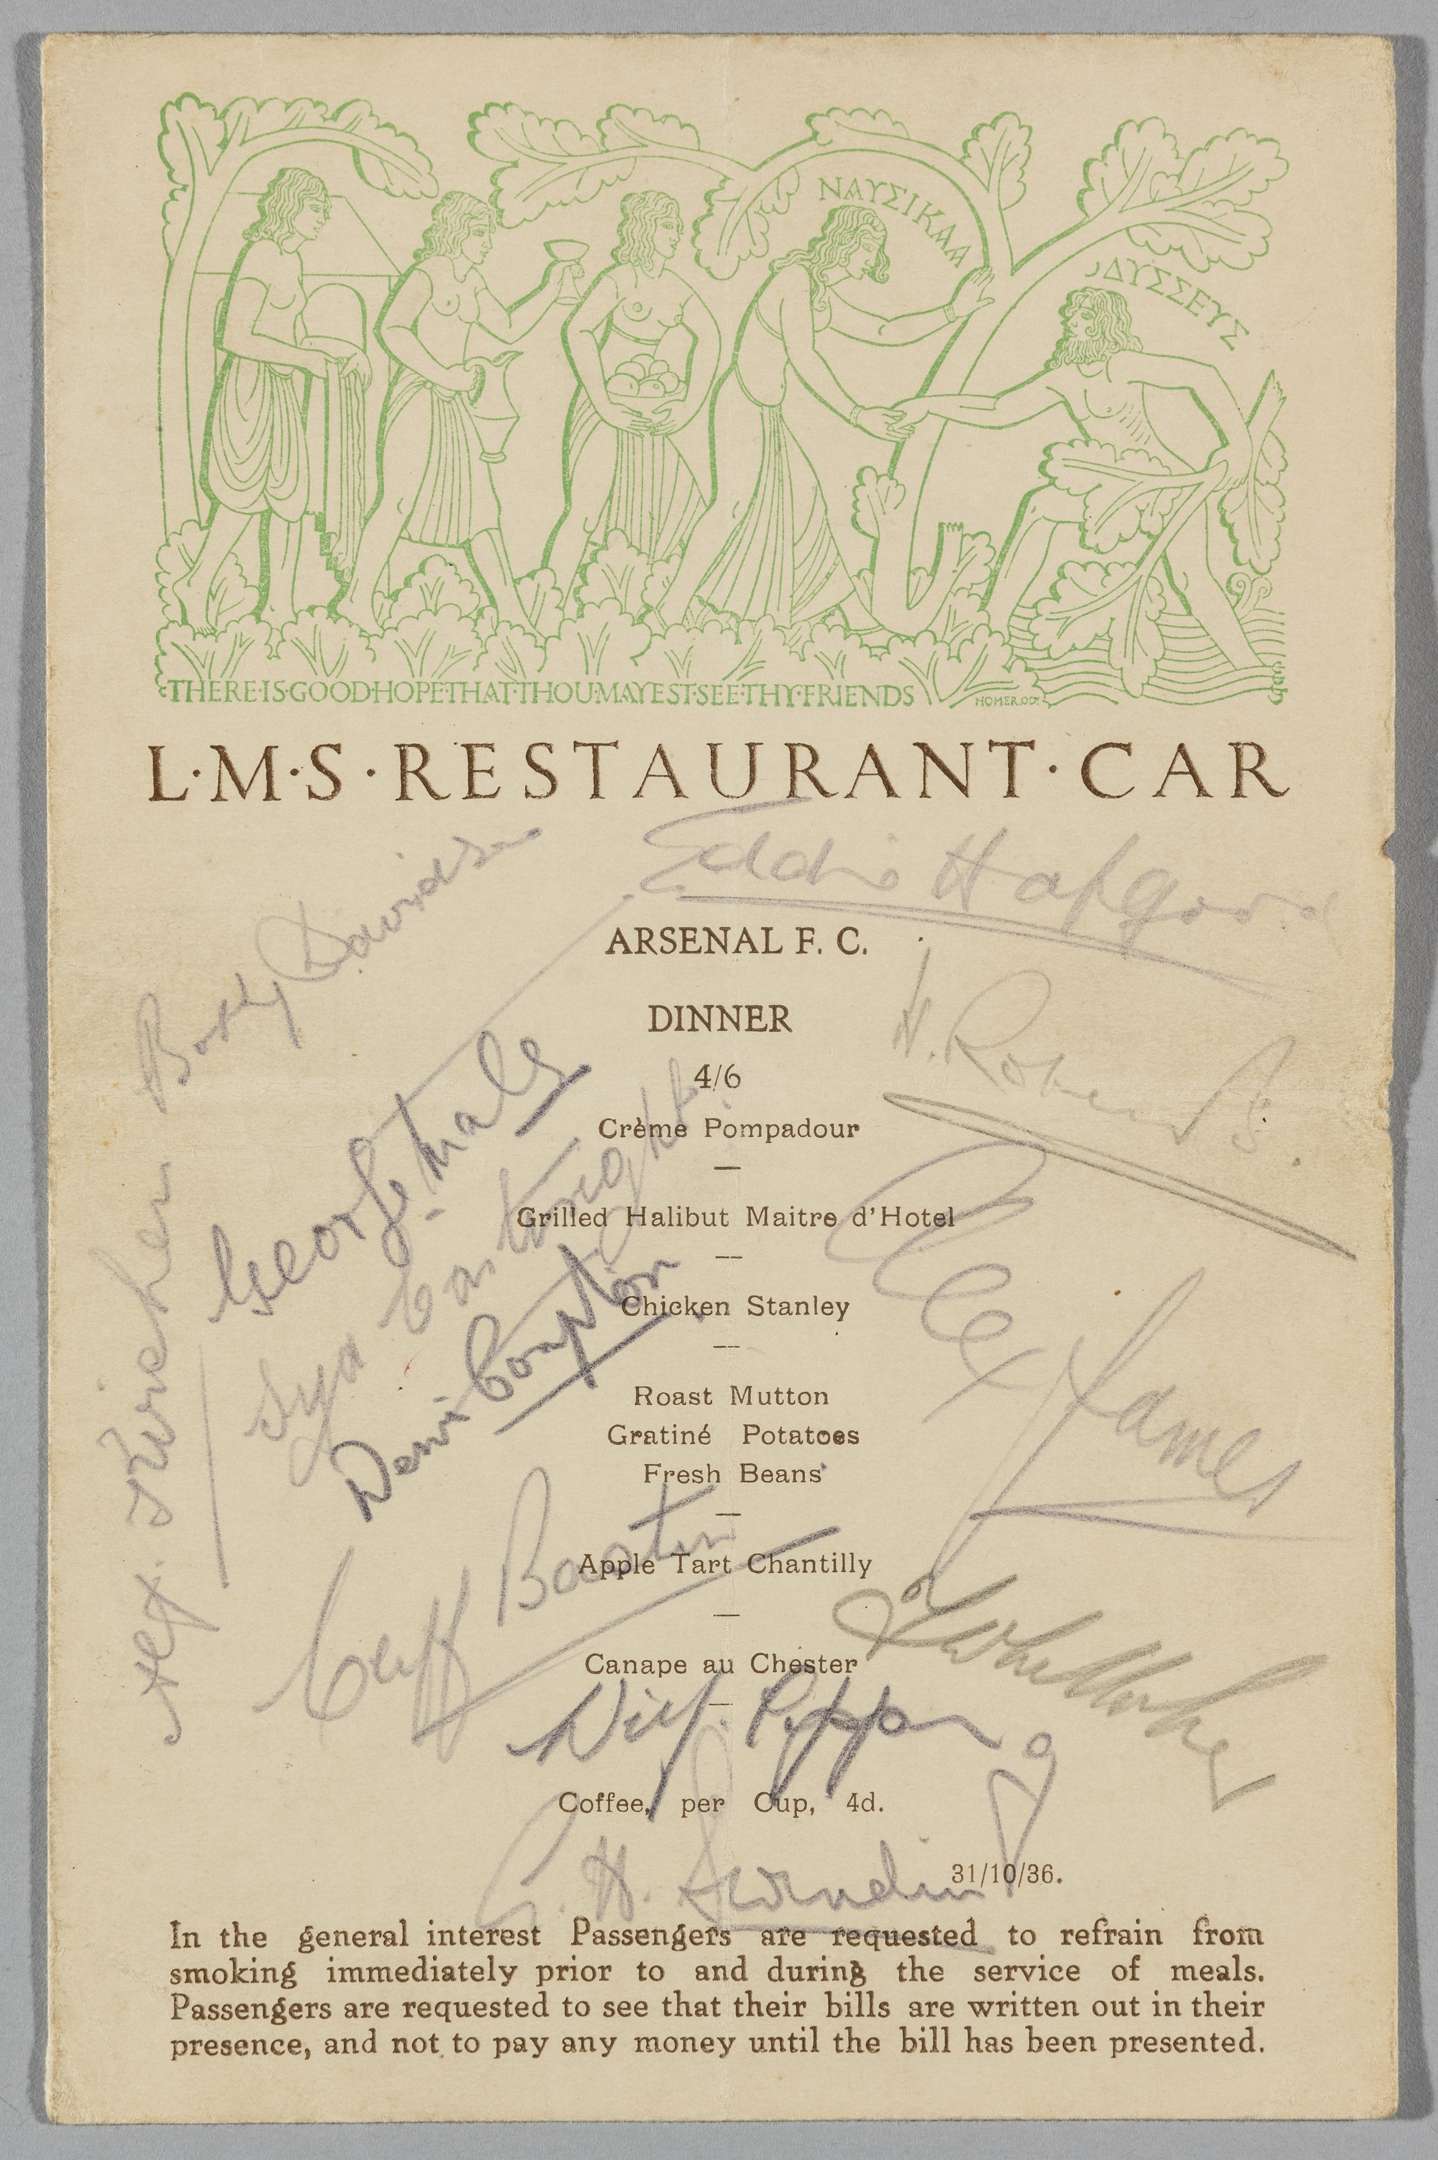 ΝΑΥΣΙΚΑΑ
ΟΔΥΣΣΕΥΣ
·THERE·IS·GOOD·HOPE·THAT·THOU·MAYEST·SEE·THY·FRIENDS
HOMER.OD:
L·M·S·RESTAURANT·CAR
Eddie Hapgood
Bobby Davidson
ARSENAL F. C.
H. Roberts.
DINNER
4/6
George Male
Crème Pompadour
Syd Cartwright
Grilled Halibut Maitre d'Hotel
Denis Compton
Alex James
Chicken Stanley
Roast Mutton
Gratiné Potatoes
Fresh Beans
Cliff Bastin
Apple Tart Chantilly
Canape au Chester
Coffee, per Cup, 4d.
31/10/36.
In the general interest Passengers are requested to refrain from
smoking immediately prior to and during the service of meals.
Passengers are requested to see that their bills are written out in their
presence, and not to pay any money until the bill has been presented.